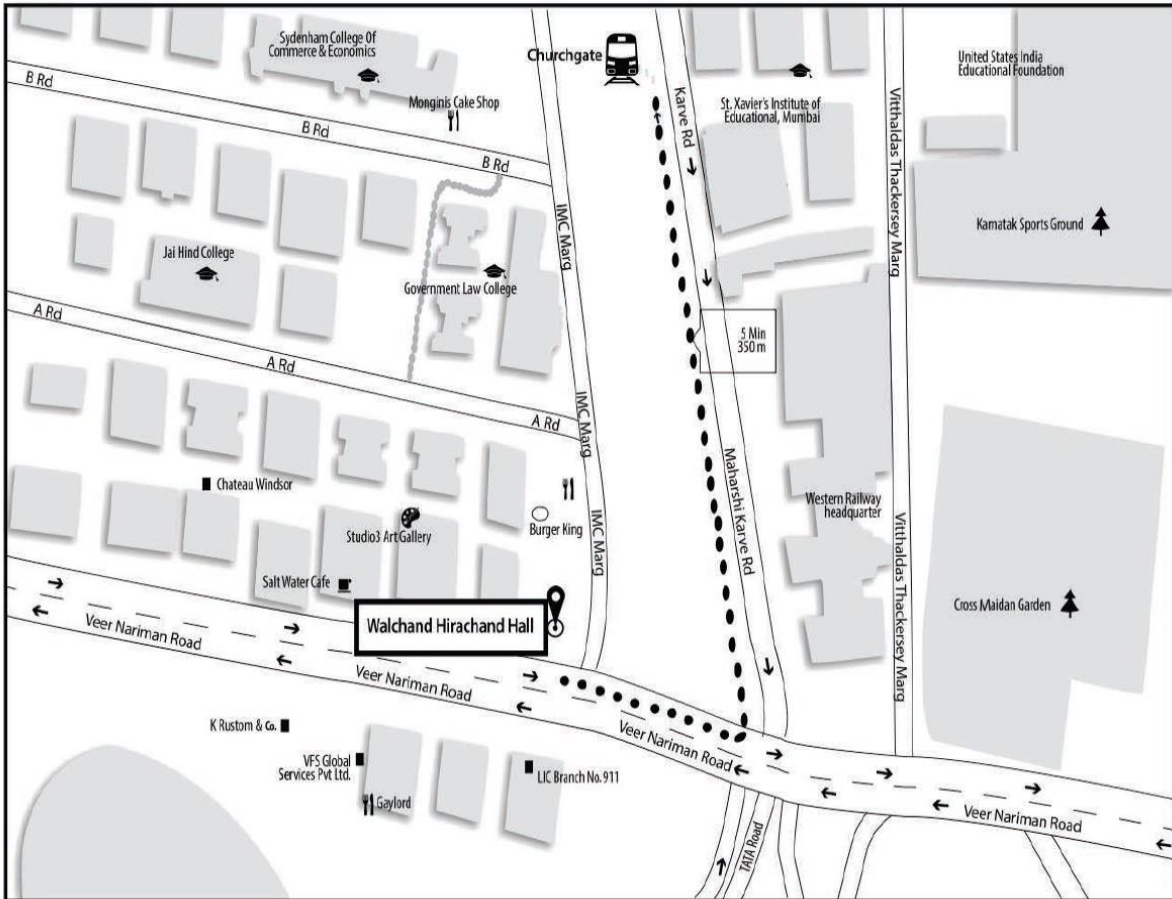 Sydenham College Of
Commerce & Economics
Churchgate
United States India
Educational Foundation
B Rd
Monginis Cake Shop
St. Xavier's Institute of
Educational, Mumbai
Karve Rd
B Rd
B Rd
IMC Marg
Vitthaldas Thackersey Marg
Karnatak Sports Ground
Jai Hind College
Government Law College
A Rd
5 Min
350 m
A Rd
A Rd
IMC Marg
Maharshi Karve Rd
Chateau Windsor
Western Railway
headquarter
Burger King
Studio3 Art Gallery
IMC Marg
Vitthaldas Thackersey Marg
Salt Water Cafe
Cross Maidan Garden
Walchand Hirachand Hall
Veer Nariman Road
Veer Nariman Road
K Rustom & Co.
Veer Nariman Road
VFS Global
Services Pvt Ltd.
LIC Branch No. 911
Gaylord
Veer Nariman Road
TATA Road